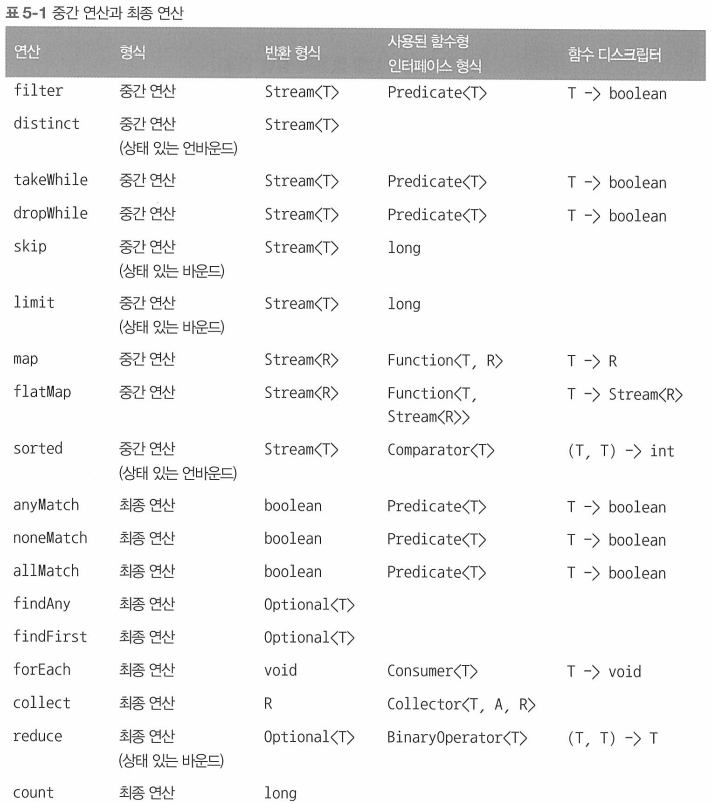 표 5-1 중간 연산과 최종 연산
연산 형식 반환 형식 사용된 함수형 인터페이스 형식 함수 디스크립터
filter 중간 연산 Stream<T> Predicate<T> T -> boolean
distinct 중간 연산 Stream<T>
(상태 있는 언바운드)
takeWhile 중간 연산 Stream<T> Predicate<T> T -> boolean
dropWhile 중간 연산 Stream<T> Predicate<T> T -> boolean
skip 중간 연산 Stream<T> long
(상태 있는 바운드)
limit 중간 연산 Stream<T> long
(상태 있는 바운드)
map 중간 연산 Stream<R> Function<T, R> T -> R
flatMap 중간 연산 Stream<R> Function<T, T -> Stream<R>
Stream<R>>
sorted 중간 연산 Stream<T> Comparator<T> (T, T) -> int
(상태 있는 언바운드)
anyMatch 최종 연산 boolean Predicate<T> T -> boolean
noneMatch 최종 연산 boolean Predicate<T> T -> boolean
allMatch 최종 연산 boolean Predicate<T> T -> boolean
findAny 최종 연산 Optional<T>
findFirst 최종 연산 Optional<T>
forEach 최종 연산 void Consumer<T> T -> void
collect 최종 연산 R Collector<T, A, R>
reduce 최종 연산 Optional<T> BinaryOperator<T> (T, T) -> T
(상태 있는 바운드)
count 최종 연산 long